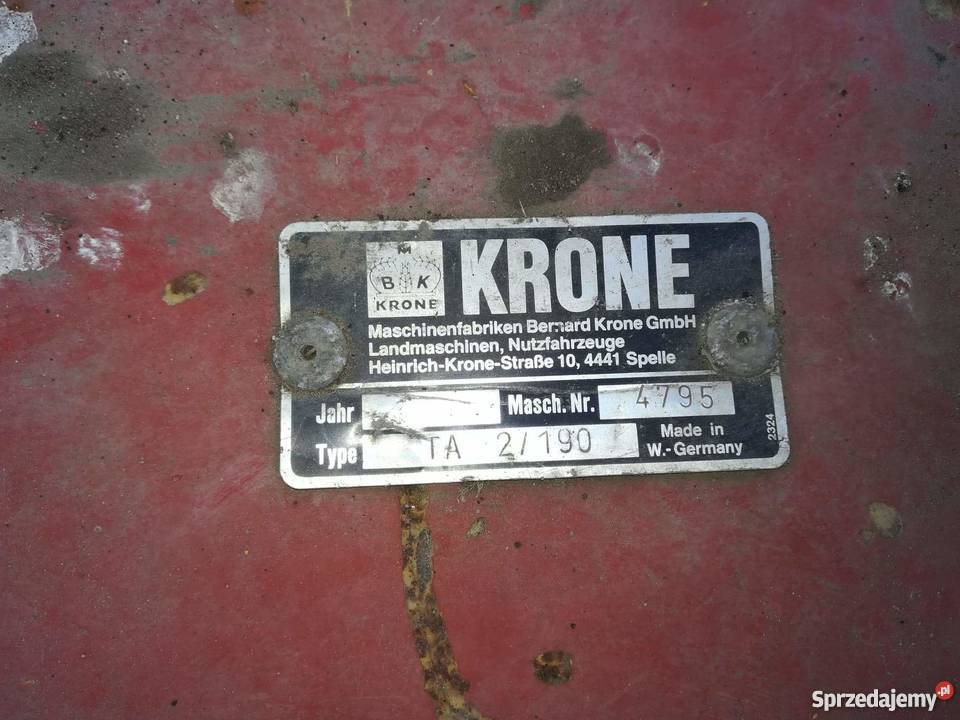 B K
KRONE
KRONE
Maschinenfabriken Bernard Krone GmbH
Landmaschinen, Nutzfahrzeuge
Heinrich-Krone-Straße 10, 4441 Spelle
Jahr Masch. Nr. 4795
Type TA 2/190 Made in
W.-Germany
2324
Sprzedajemy.pl